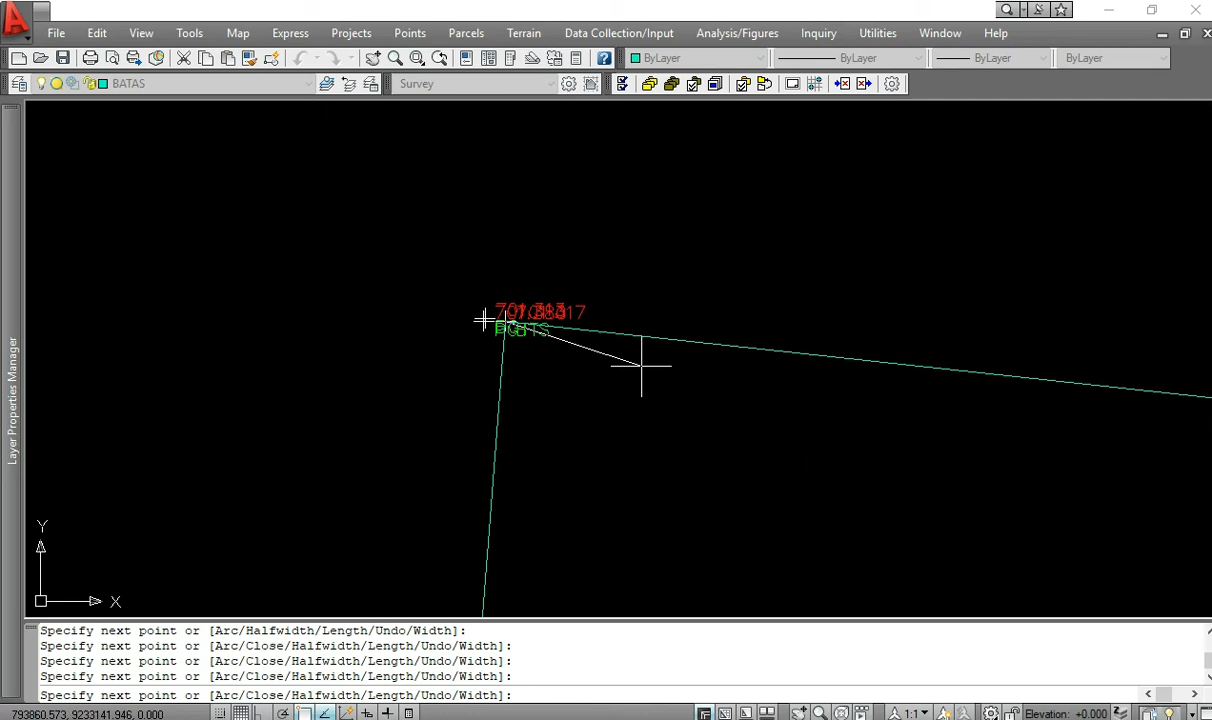 File Edit View Tools Map Express Projects Points Parcels Terrain Data Collection/Input Analysis/Figures Inquiry Utilities Window Help
ByLayer ByLayer ByLayer ByLayer
BATAS Survey
Layer Properties Manager
Y
X
Specify next point or [Arc/Halfwidth/Length/Undo/Width]:
Specify next point or [Arc/Close/Halfwidth/Length/Undo/Width]:
Specify next point or [Arc/Close/Halfwidth/Length/Undo/Width]:
Specify next point or [Arc/Close/Halfwidth/Length/Undo/Width]:
Specify next point or [Arc/Close/Halfwidth/Length/Undo/Width]:
793860.573, 9233141.946, 0.000 1:1 Elevation: +0.000